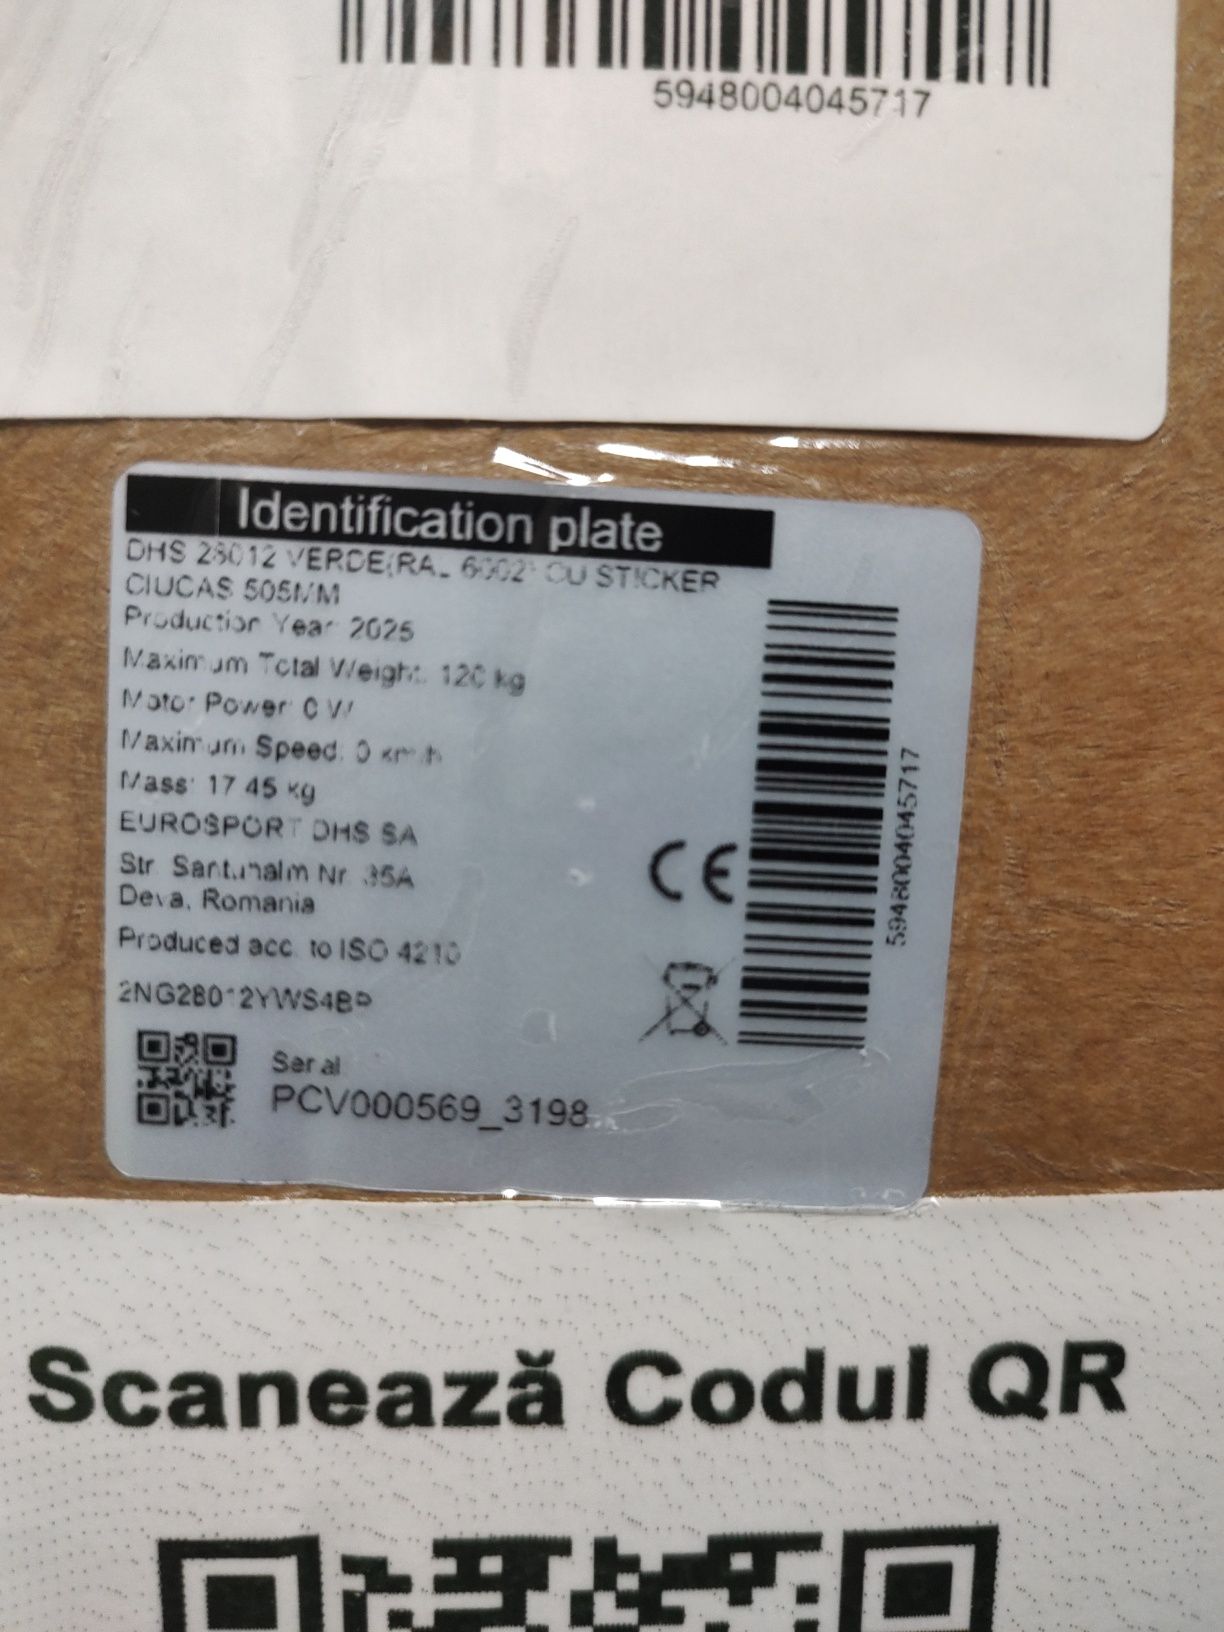 5948004045717
Identification plate
DHS 28012 VERDE(RAL 6002) CU STICKER
CIUCAS 505MM
Production Year: 2025
Maximum Total Weight: 120 kg
Motor Power: 0 W
Maximum Speed: 0 km/h
Mass: 17.45 kg
EUROSPORT DHS SA
Str. Santuhalm Nr. 35A
Deva, Romania
Produced acc. to ISO 4210
2NG28012YWS4BP
CE
5948004045717
Serial
PCV000569_3198
Scanează Codul QR